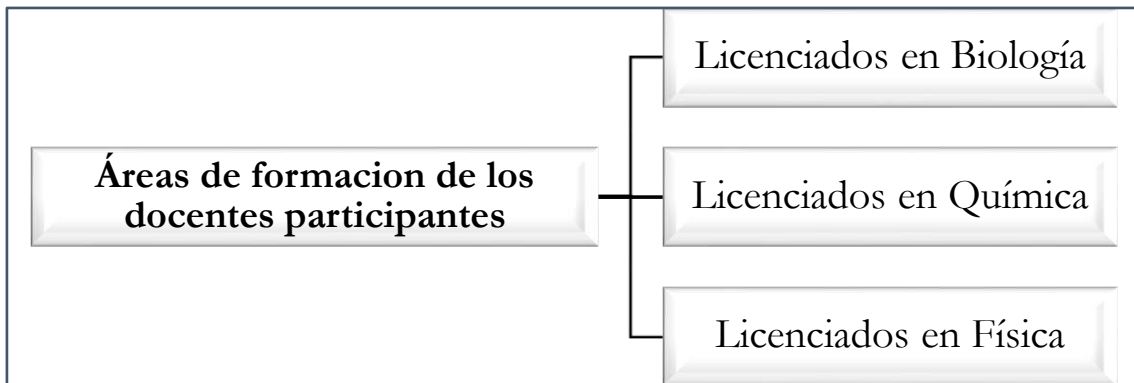 Licenciados en Biología
Áreas de formacion de los
docentes participantes
Licenciados en Química
Licenciados en Física